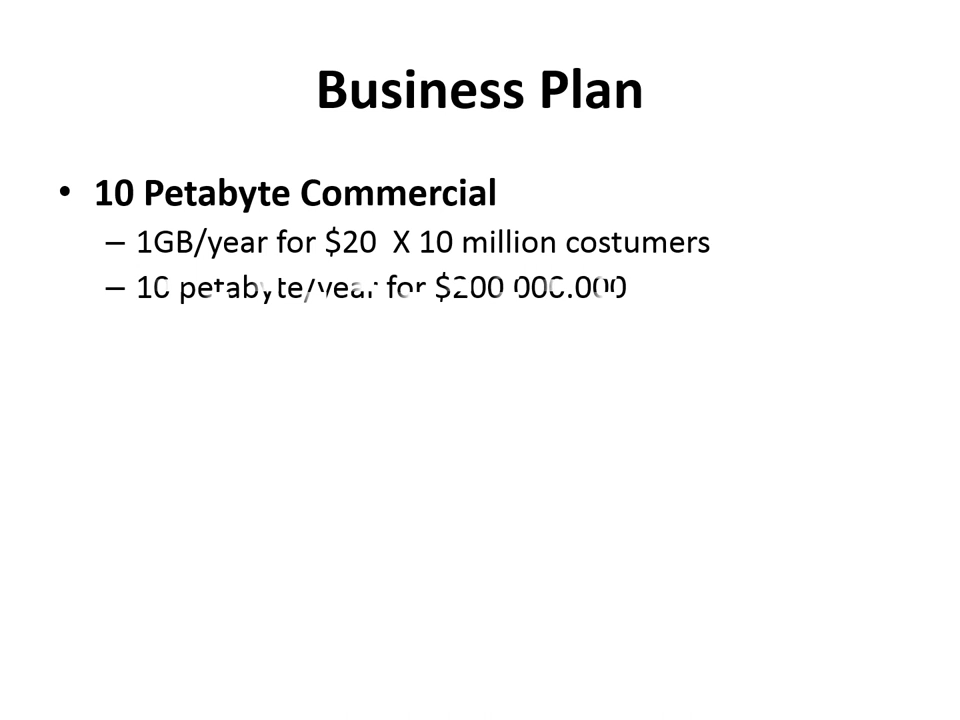 Business Plan
• 10 Petabyte Commercial
– 1GB/year for $20 X 10 million costumers
– 10 petabyte/year for $200.000.000